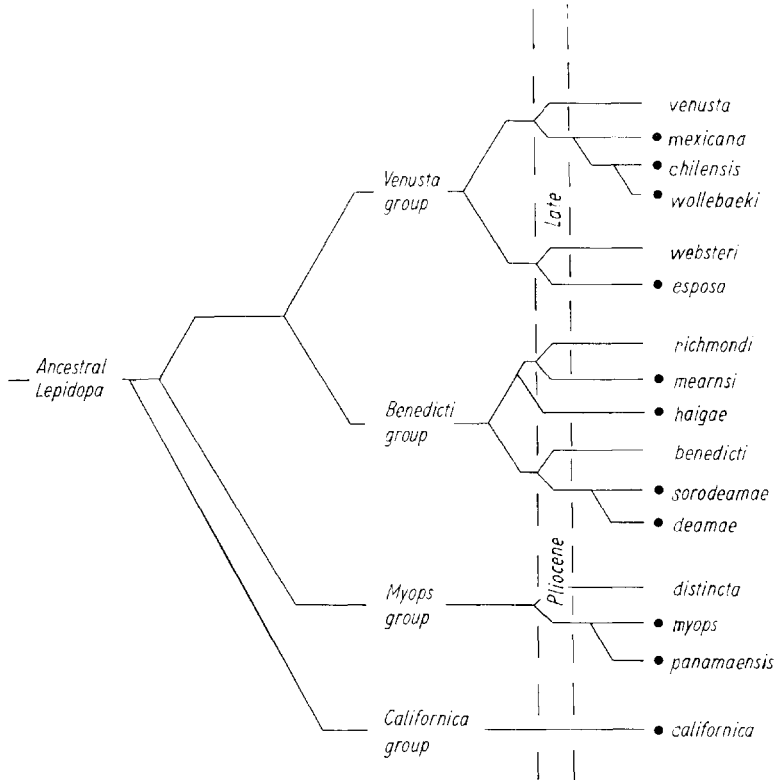 venusta
● mexicana
● chilensis
● wollebaeki
Venusta
group
Late
websteri
● esposa
richmondi
● mearnsi
● haigae
Ancestral
Lepidopa
Benedicti
group
benedicti
● sorodeamae
● deamae
Pliocene
distincta
Myops
group
● myops
● panamaensis
Californica
group
● californica